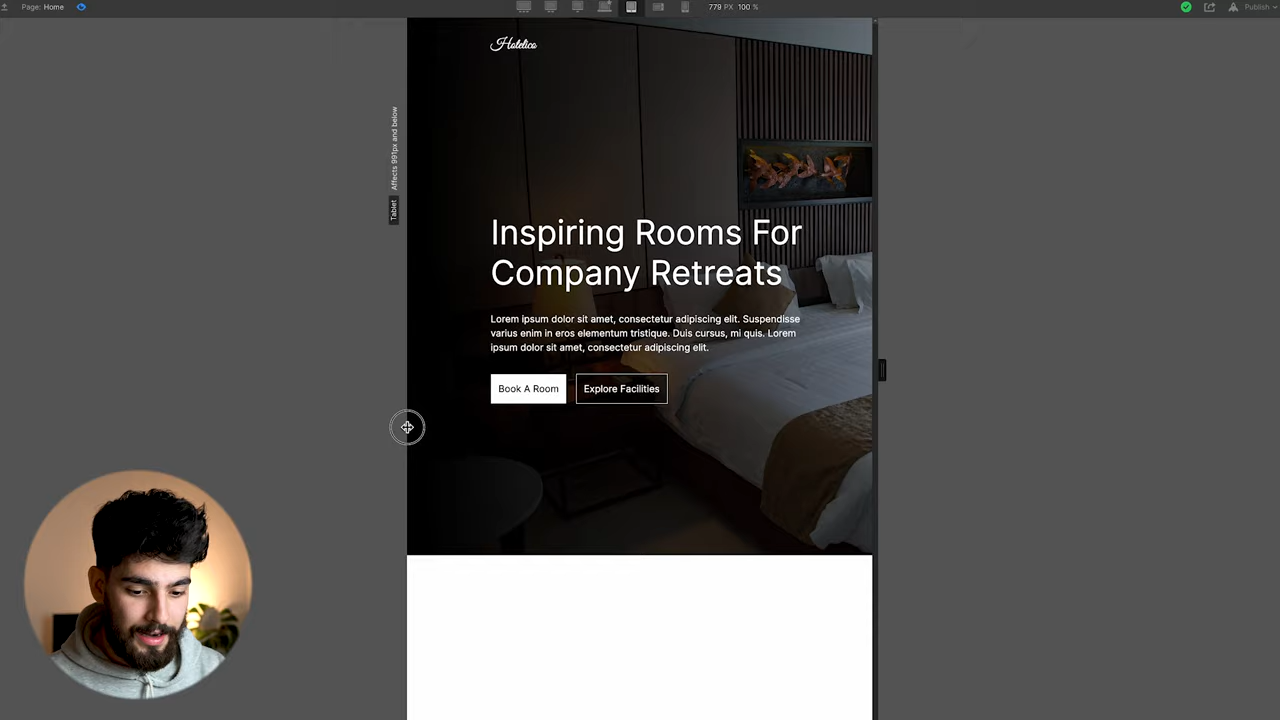 Page: Home
779 PX 100 %
Publish
Hotelico
Affects 991px and below
Tablet
Inspiring Rooms For
Company Retreats
Lorem ipsum dolor sit amet, consectetur adipiscing elit. Suspendisse
varius enim in eros elementum tristique. Duis cursus, mi quis. Lorem
ipsum dolor sit amet, consectetur adipiscing elit.
Book A Room
Explore Facilities